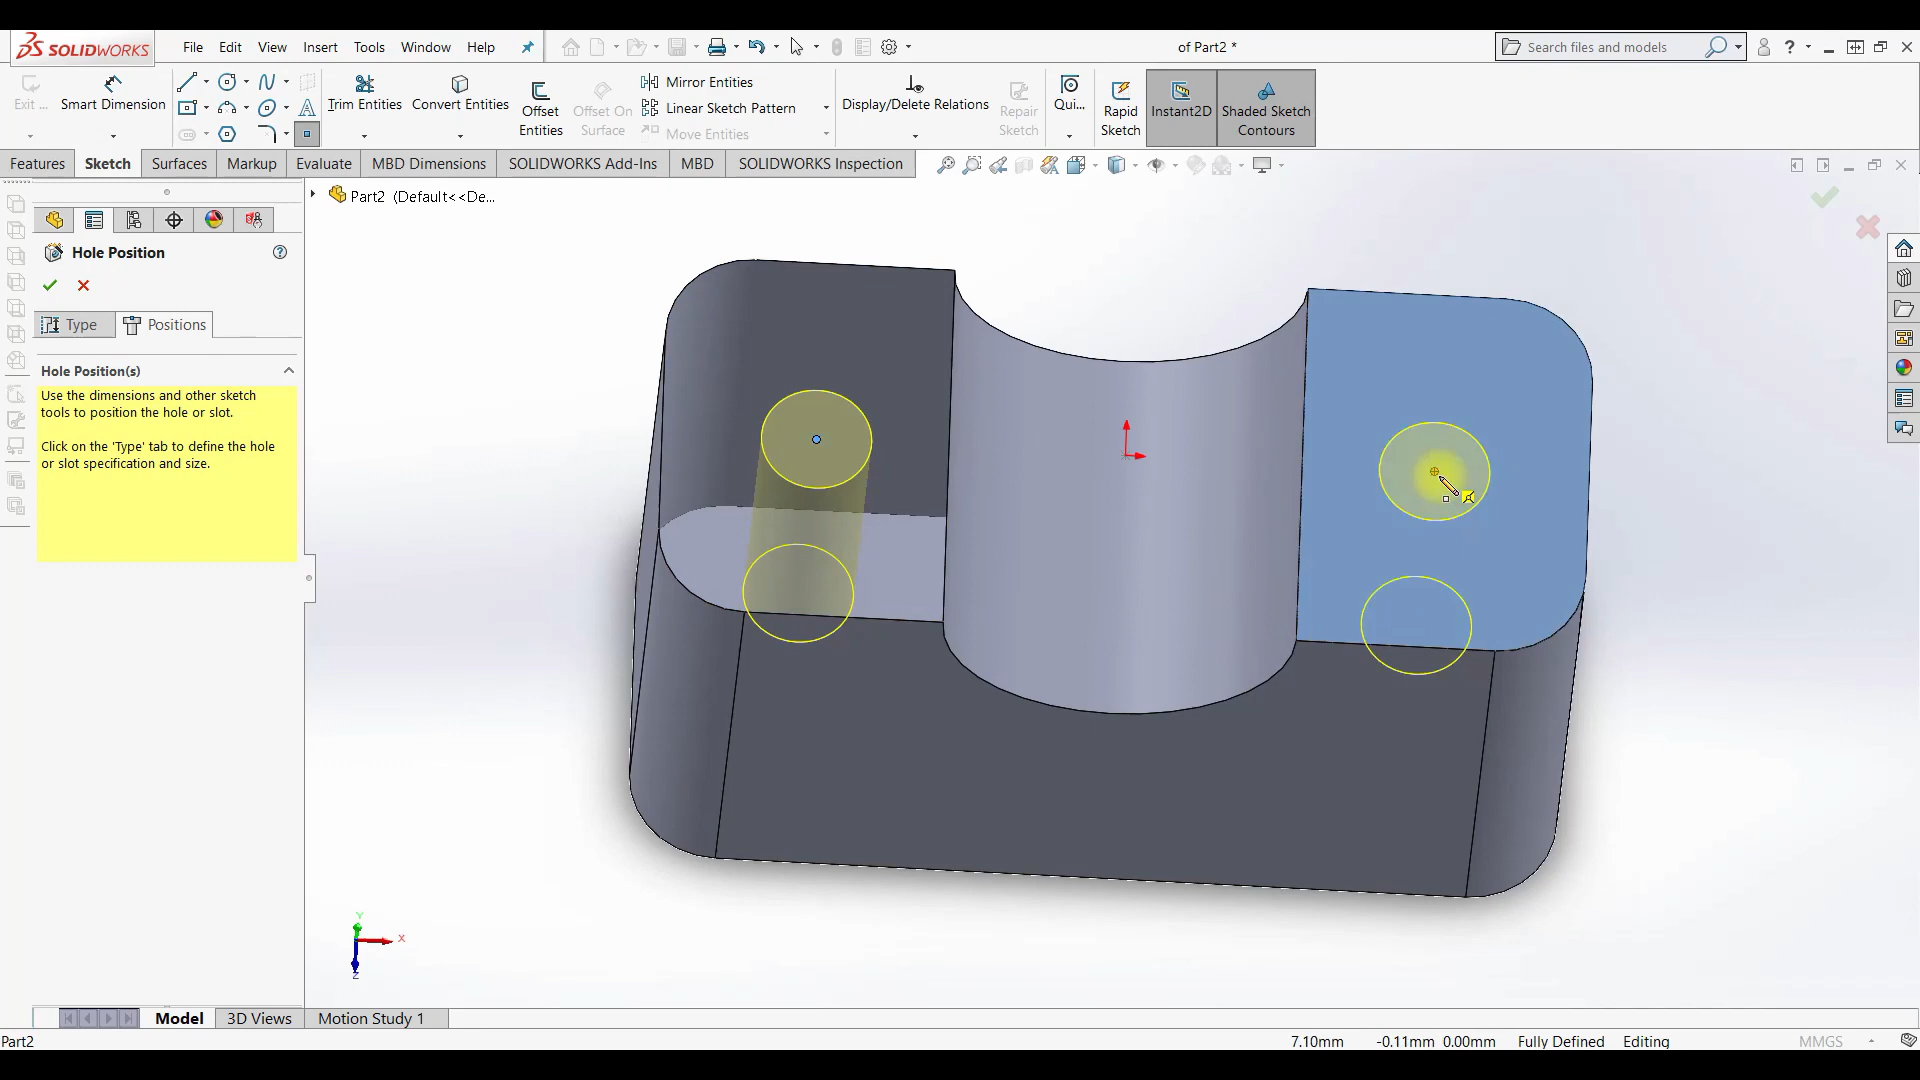 SOLIDWORKS File Edit View Insert Tools Window Help of Part2 * Search files and models
Exit ... Smart Dimension Trim Entities Convert Entities Offset Entities Offset On Surface Mirror Entities Linear Sketch Pattern Move Entities Display/Delete Relations Repair Sketch Qui... Rapid Sketch Instant2D Shaded Sketch Contours
Features Sketch Surfaces Markup Evaluate MBD Dimensions SOLIDWORKS Add-Ins MBD SOLIDWORKS Inspection
Part2 (Default<<De...
Hole Position
Type Positions
Hole Position(s)
Use the dimensions and other sketch
tools to position the hole or slot.
Click on the 'Type' tab to define the hole
or slot specification and size.
Y
X
Z
Model 3D Views Motion Study 1
Part2 7.10mm -0.11mm 0.00mm Fully Defined Editing MMGS